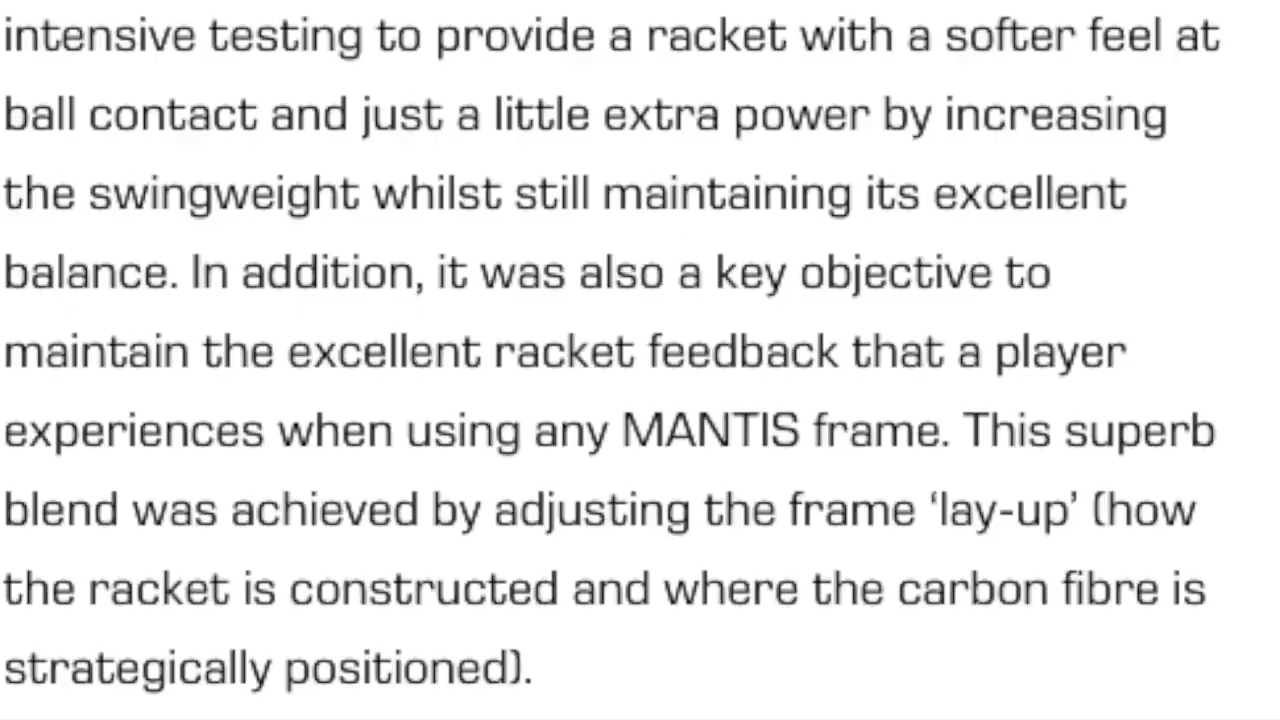 intensive testing to provide a racket with a softer feel at
ball contact and just a little extra power by increasing
the swingweight whilst still maintaining its excellent
balance. In addition, it was also a key objective to
maintain the excellent racket feedback that a player
experiences when using any MANTIS frame. This superb
blend was achieved by adjusting the frame ‘lay-up’ (how
the racket is constructed and where the carbon fibre is
strategically positioned).